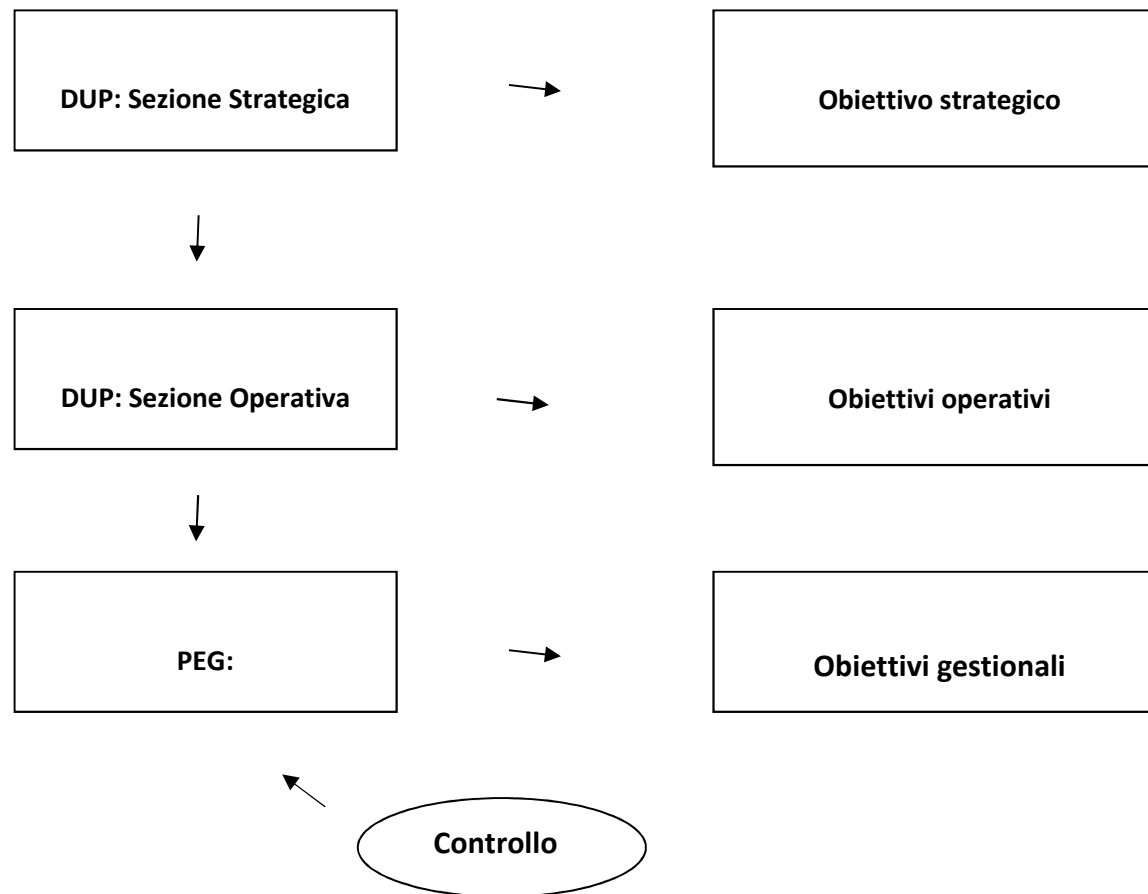 DUP: Sezione Strategica
Obiettivo strategico
DUP: Sezione Operativa
Obiettivi operativi
PEG:
Obiettivi gestionali
Controllo